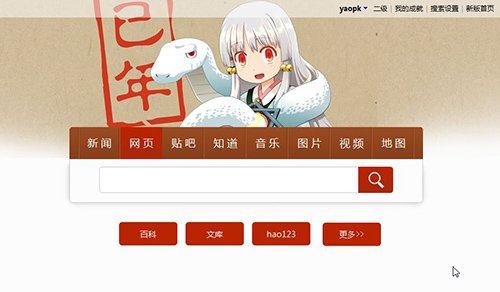 yaopk 二级 | 我的成就 | 搜索设置 | 新版首页
巳年
新闻 网页 贴吧 知道 音乐 图片 视频 地图
百科 文库 hao123 更多>>